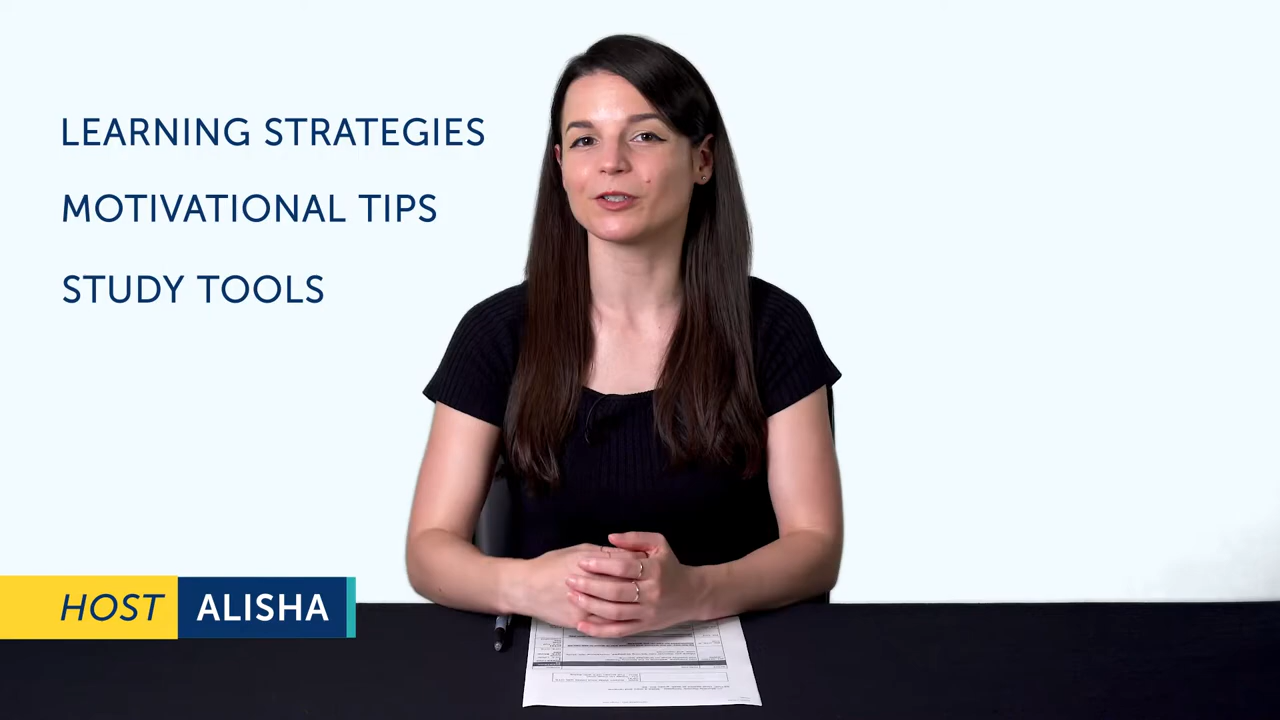 LEARNING STRATEGIES
MOTIVATIONAL TIPS
STUDY TOOLS
HOST ALISHA